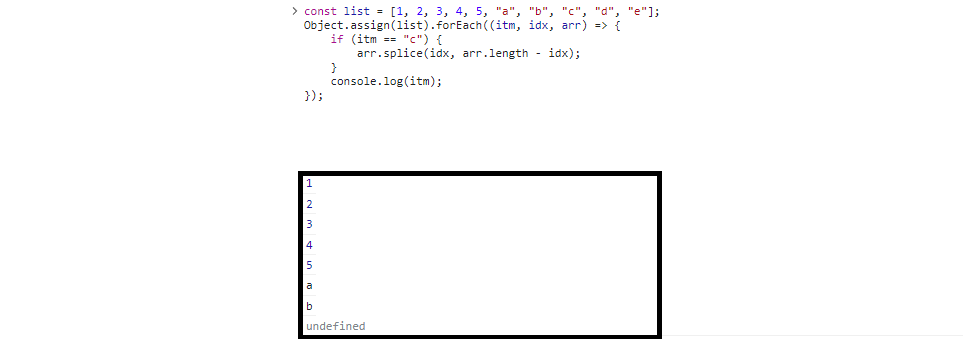 > const list = [1, 2, 3, 4, 5, "a", "b", "c", "d", "e"];
Object.assign(list).forEach((itm, idx, arr) => {
    if (itm == "c") {
        arr.splice(idx, arr.length - idx);
    }
    console.log(itm);
});
1
2
3
4
5
a
b
undefined